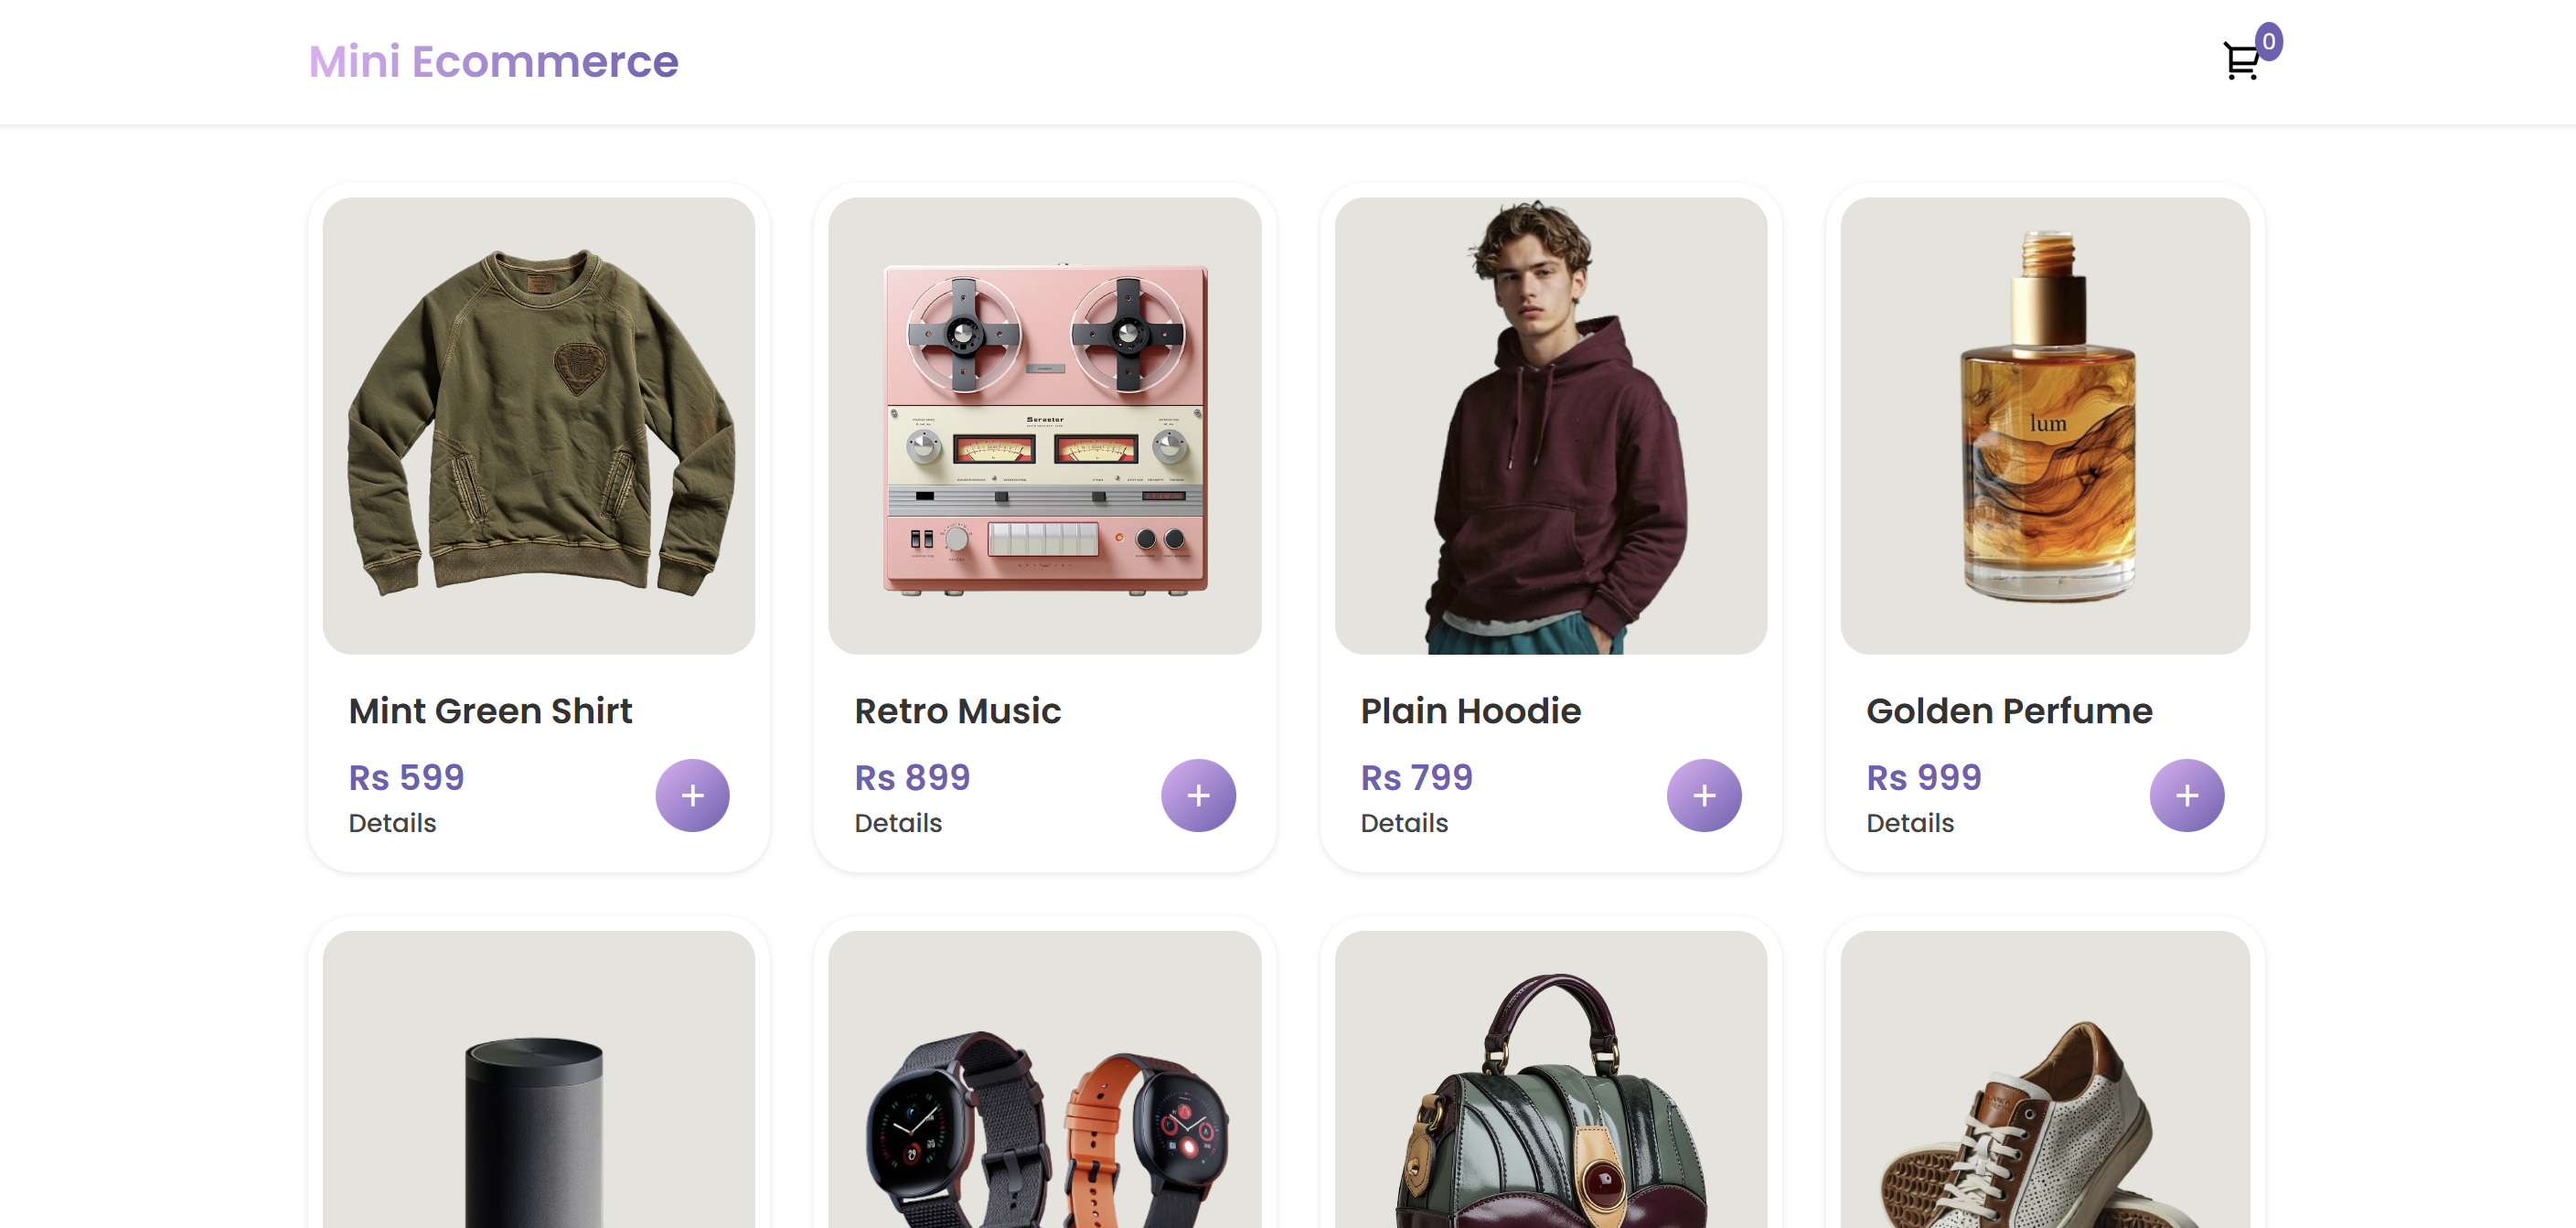 Mini Ecommerce
0
lum
Mint Green Shirt
Retro Music
Plain Hoodie
Golden Perfume
Rs 599
Rs 899
Rs 799
Rs 999
Details
Details
Details
Details